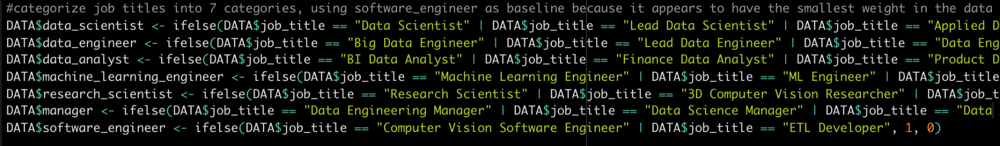 #categorize job titles into 7 categories, using software_engineer as baseline because it appears to have the smallest weight in the data
DATA$data_scientist <- ifelse(DATA$job_title == "Data Scientist" | DATA$job_title == "Lead Data Scientist" | DATA$job_title == "Applied D
DATA$data_engineer <- ifelse(DATA$job_title == "Big Data Engineer" | DATA$job_title == "Lead Data Engineer" | DATA$job_title == "Data Eng
DATA$data_analyst <- ifelse(DATA$job_title == "BI Data Analyst" | DATA$job_title == "Finance Data Analyst" | DATA$job_title == "Product D
DATA$machine_learning_engineer <- ifelse(DATA$job_title == "Machine Learning Engineer" | DATA$job_title == "ML Engineer" | DATA$job_title
DATA$research_scientist <- ifelse(DATA$job_title == "Research Scientist" | DATA$job_title == "3D Computer Vision Researcher" | DATA$job_t
DATA$manager <- ifelse(DATA$job_title == "Data Engineering Manager" | DATA$job_title == "Data Science Manager" | DATA$job_title == "Data
DATA$software_engineer <- ifelse(DATA$job_title == "Computer Vision Software Engineer" | DATA$job_title == "ETL Developer", 1, 0)